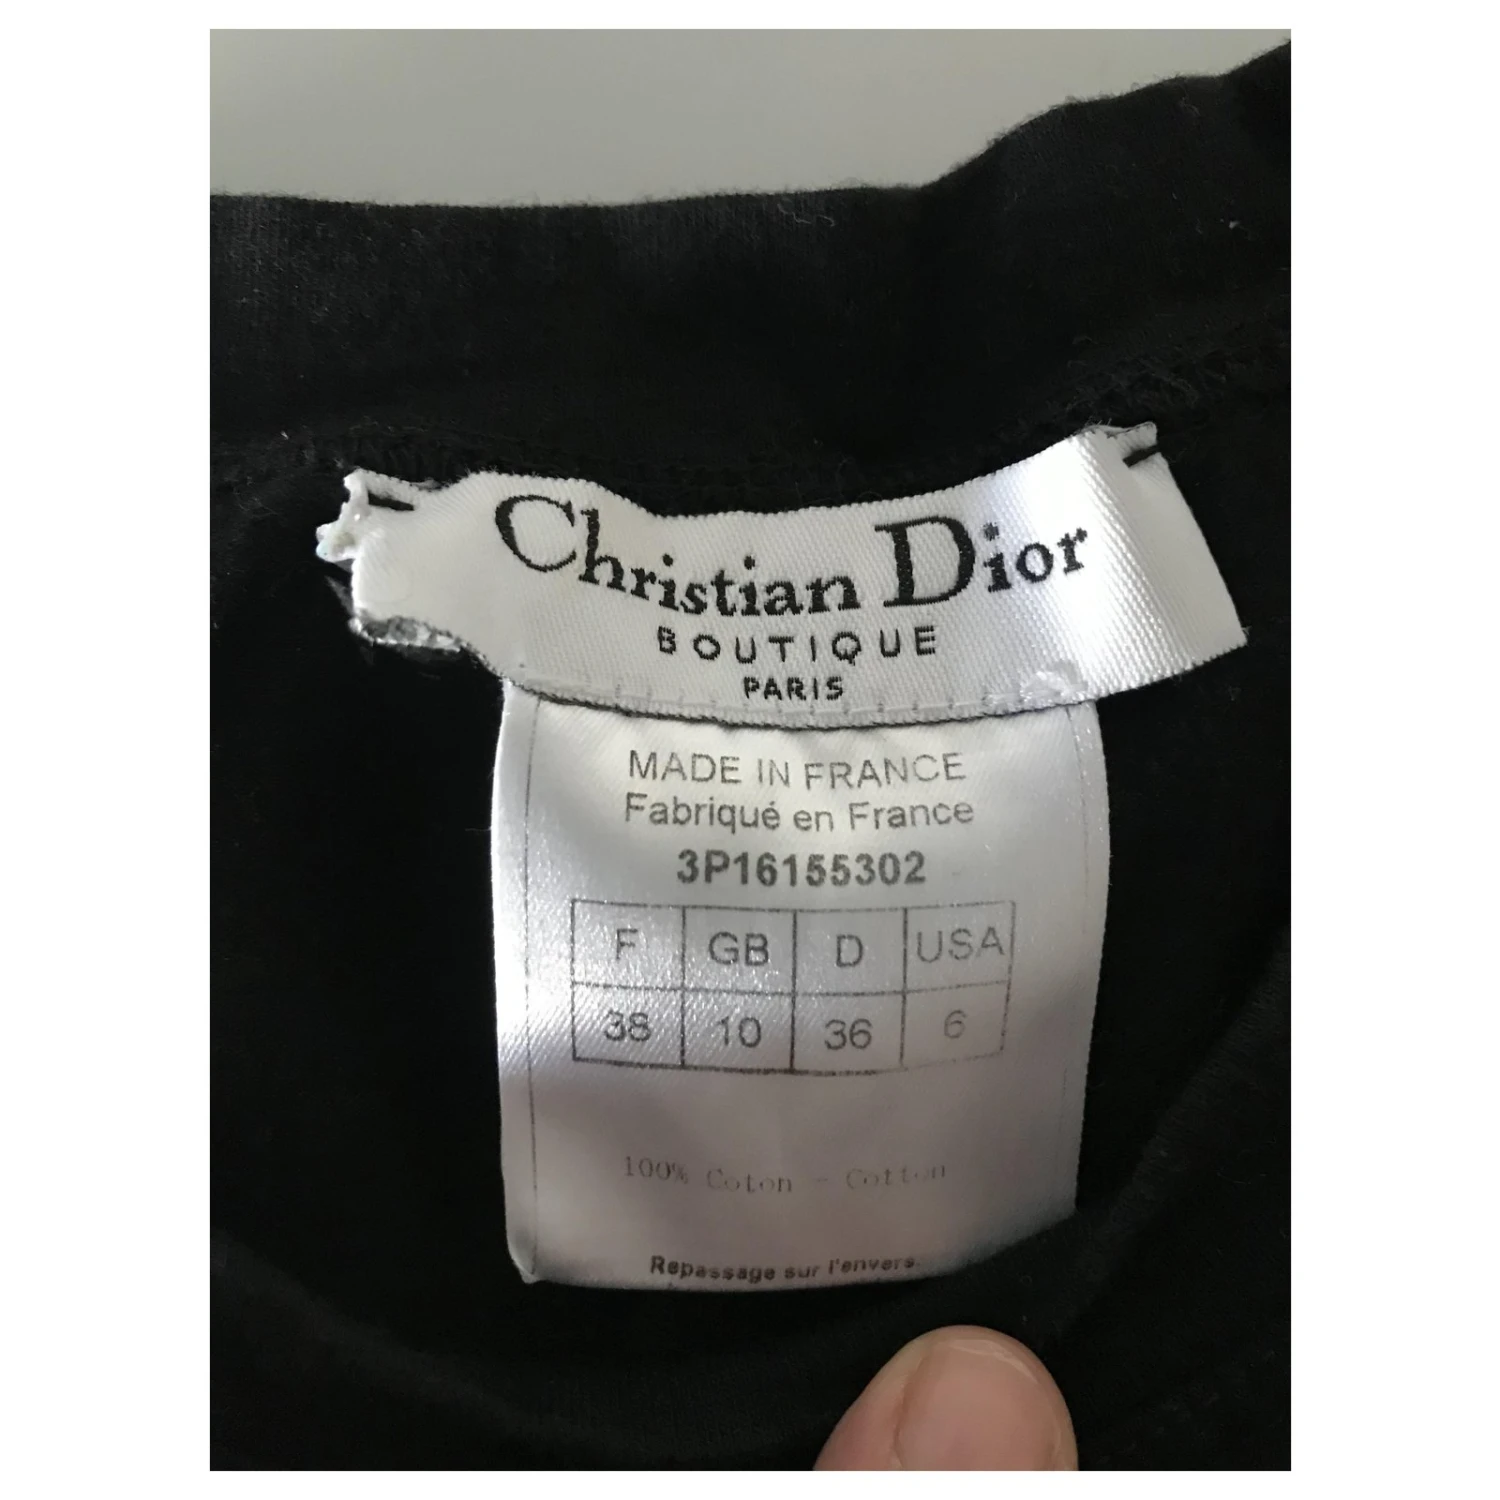 Christian Dior
BOUTIQUE
PARIS
MADE IN FRANCE
Fabriqué en France
3P16155302
F GB D USA
38 10 36 6
100% Coton - Cotton
Repassage sur l'envers.